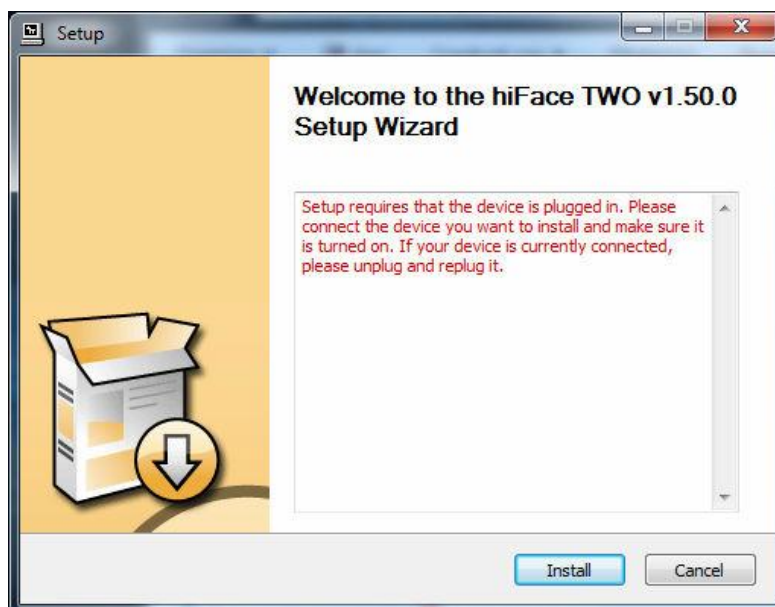 Setup
Welcome to the hiFace TWO v1.50.0
Setup Wizard
Setup requires that the device is plugged in. Please
connect the device you want to install and make sure it
is turned on. If your device is currently connected,
please unplug and replug it.
Install
Cancel